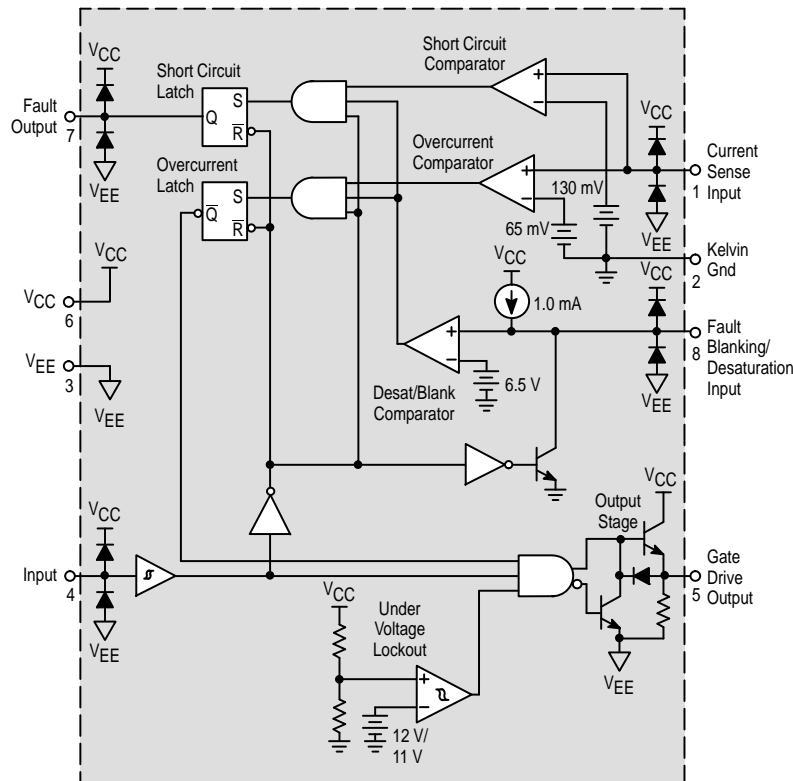 VCC
Short Circuit
Latch
Short Circuit
Comparator
Fault
Output
7
S
Q
R
VEE
VCC
Overcurrent
Latch
Overcurrent
Comparator
Current
Sense
Input
1
S
Q
R
130 mV
65 mV
VEE
VCC
Kelvin
Gnd
2
VCC
VCC
6
VCC
1.0 mA
Fault
Blanking/
Desaturation
Input
8
VEE
3
VEE
Desat/Blank
Comparator
6.5 V
VEE
VCC
Output
Stage
VCC
Input
4
Gate
Drive
Output
5
VEE
VCC
Under
Voltage
Lockout
VEE
12 V/
11 V